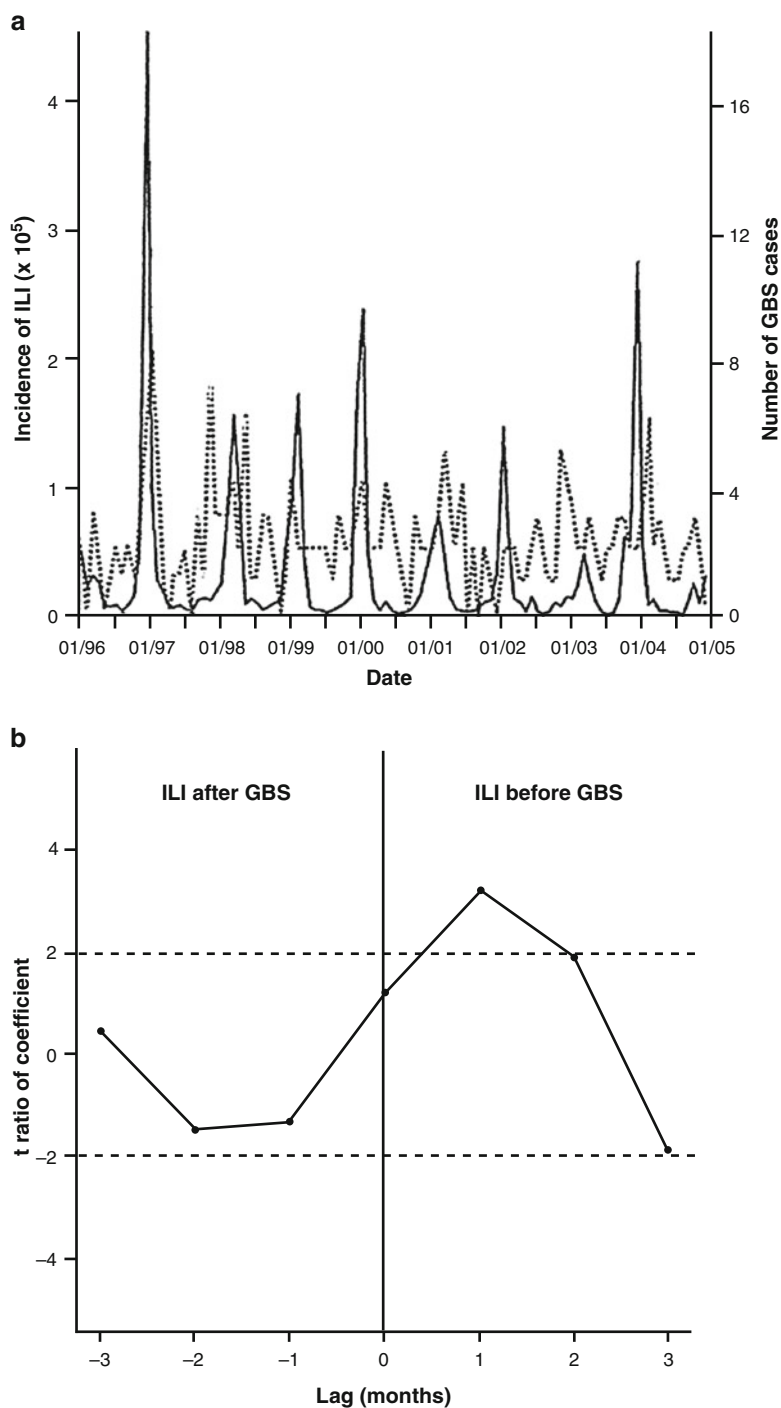 a
Incidence of ILI (x 10⁵)
4
3
2
1
0
Number of GBS cases
16
12
8
4
0
01/96 01/97 01/98 01/99 01/00 01/01 01/02 01/03 01/04 01/05
Date
b
ILI after GBS
ILI before GBS
t ratio of coefficient
4
2
0
–2
–4
–3 –2 –1 0 1 2 3
Lag (months)